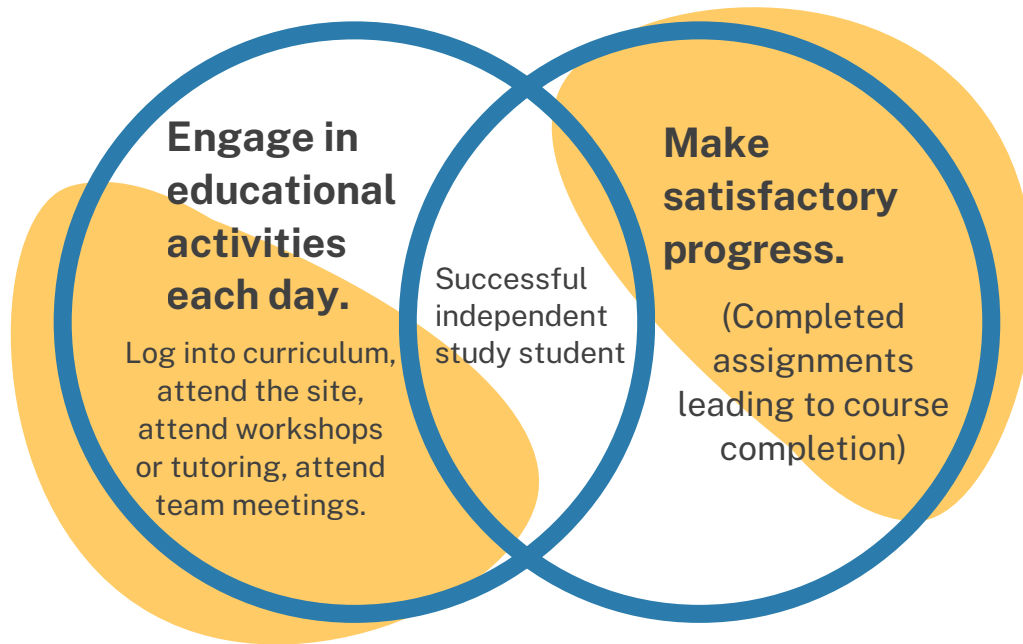 Engage in
educational
activities
each day.
Log into curriculum,
attend the site,
attend workshops
or tutoring, attend
team meetings.
Successful
independent
study student
Make
satisfactory
progress.
(Completed
assignments
leading to course
completion)